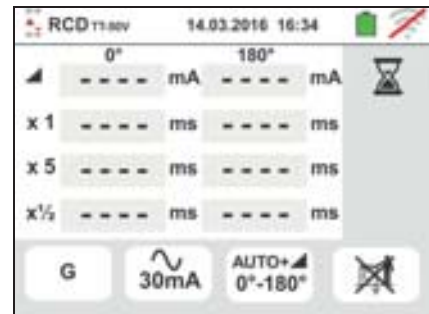 RCD 14.03.2016 16:34
0° 180°
---- mA ---- mA
x 1 ---- ms ---- ms
x 5 ---- ms ---- ms
x½ ---- ms ---- ms
G
30mA
AUTO+
0°-180°